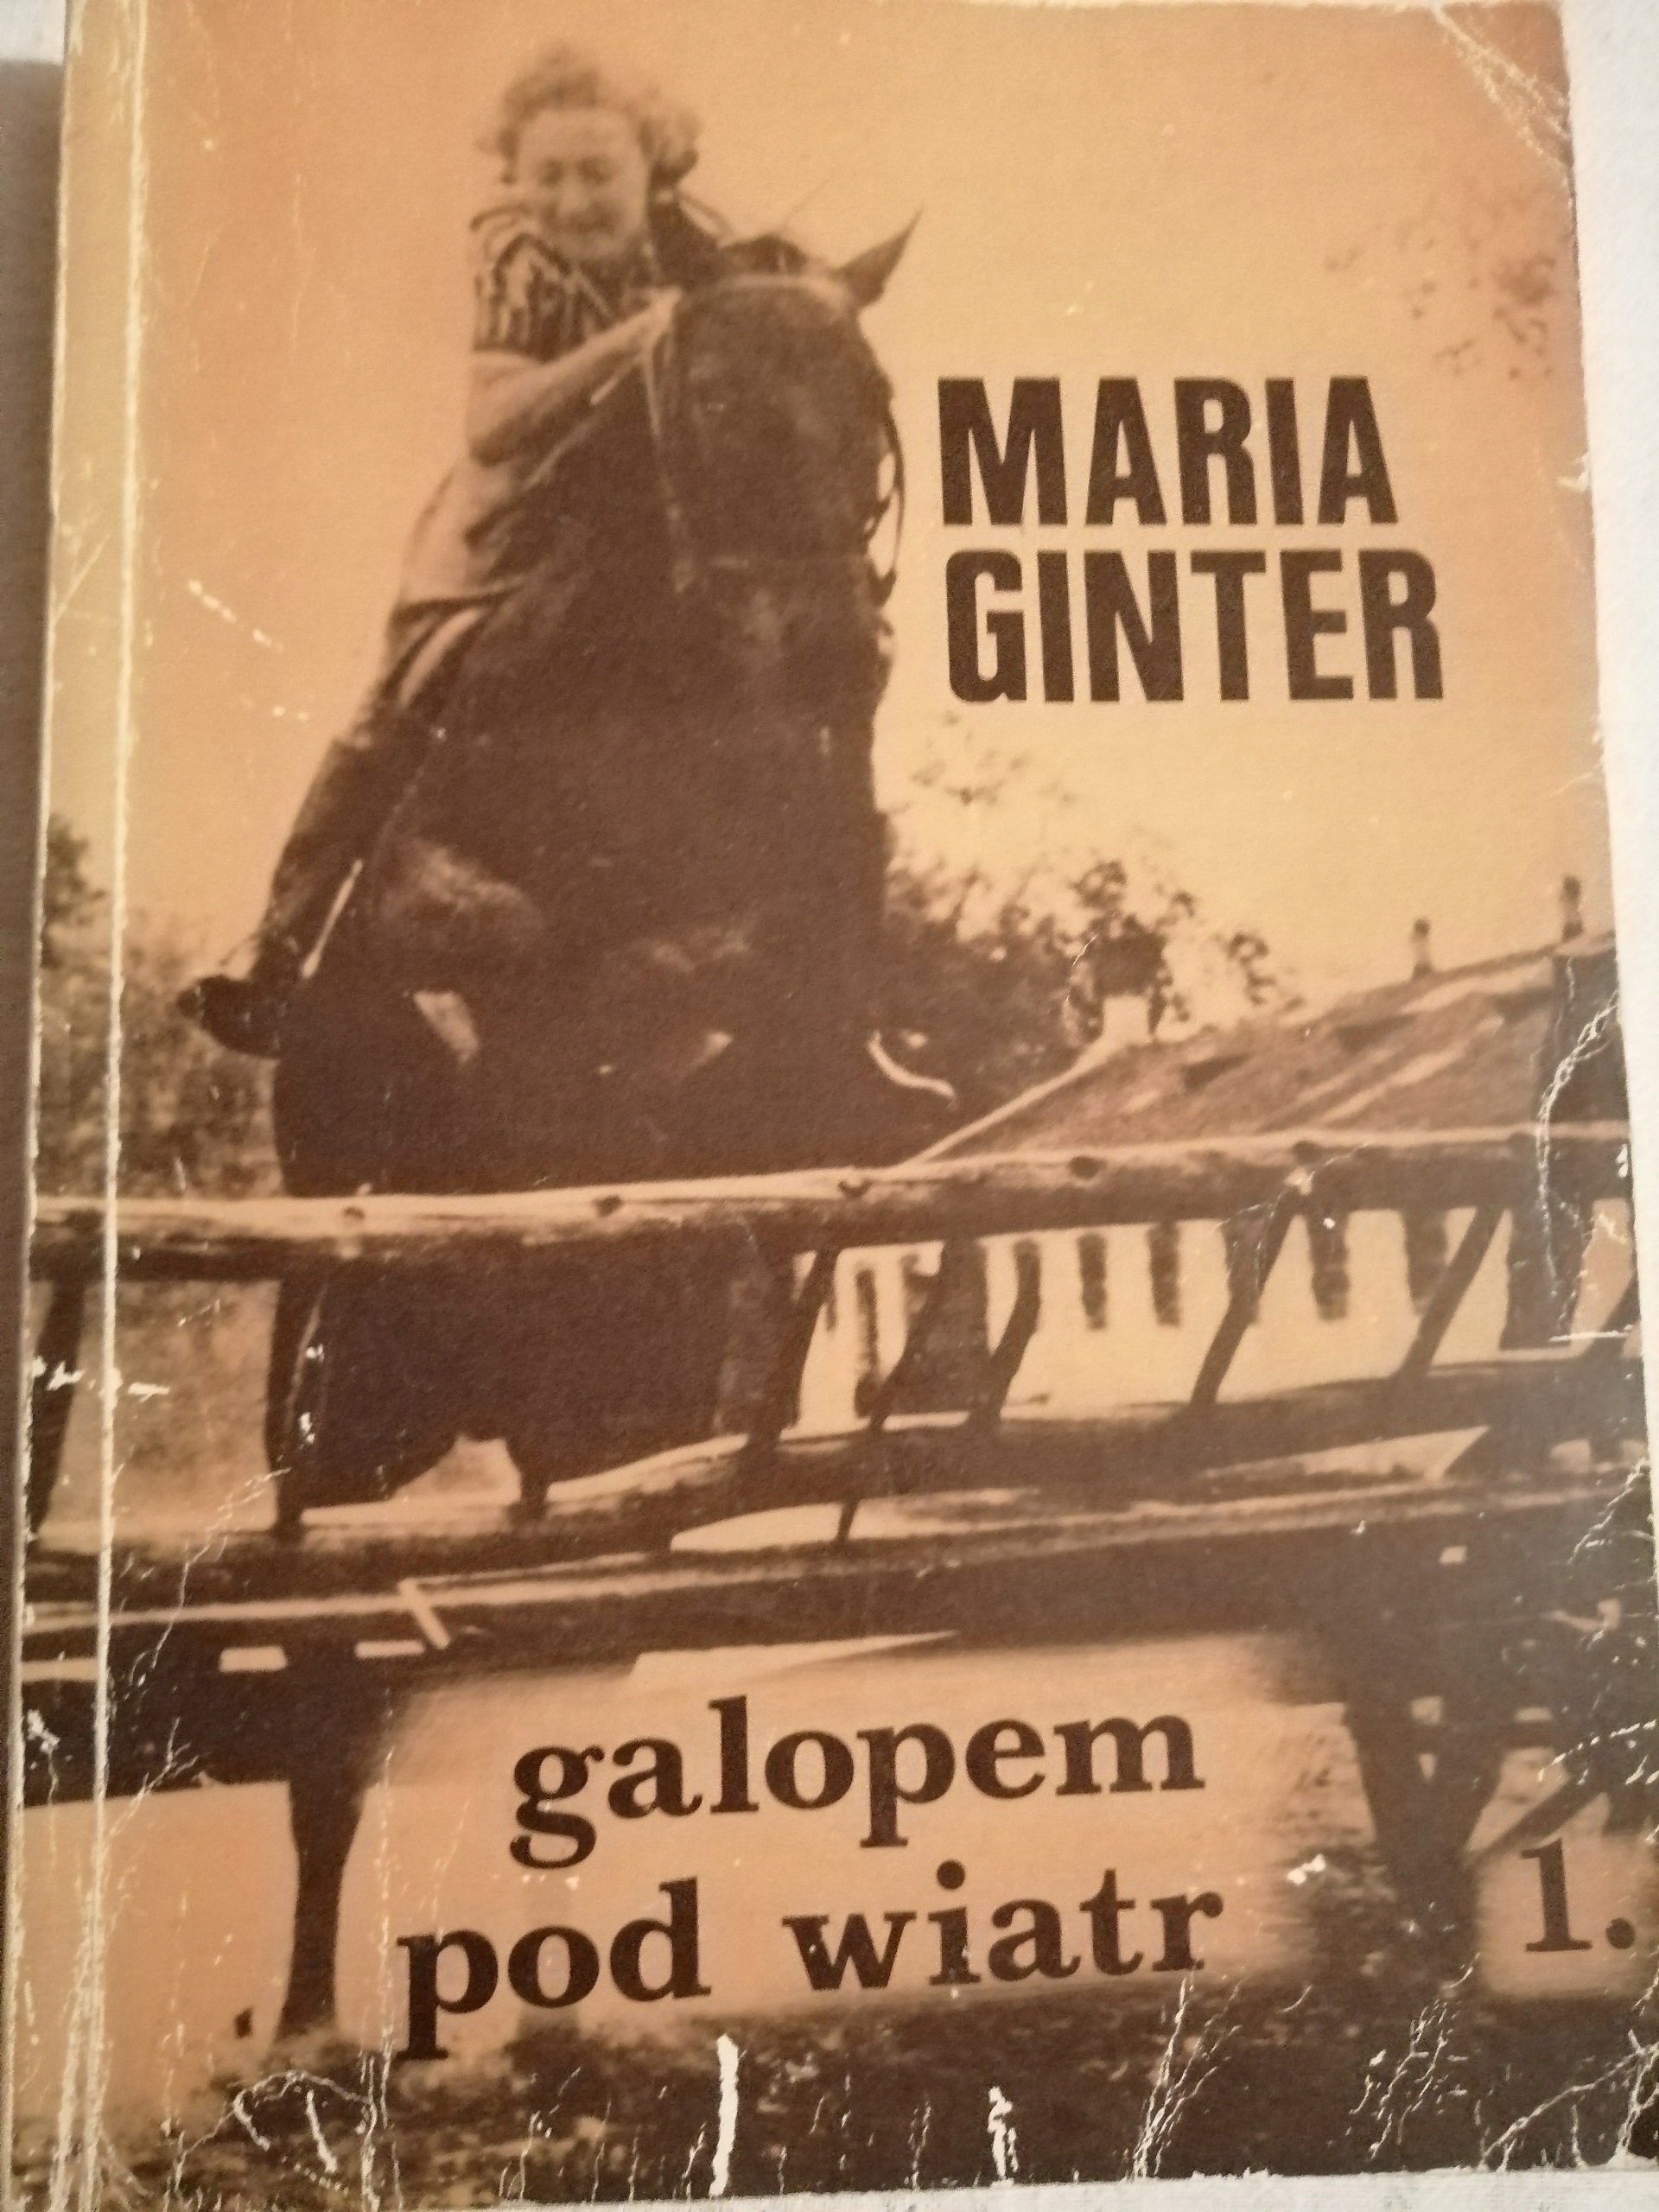 MARIA
GINTER
galopem
pod wiatr
1.